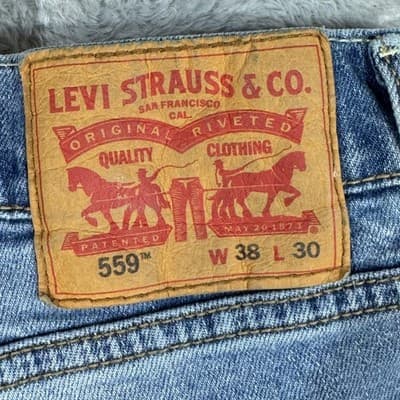 LEVI STRAUSS & CO.
SAN FRANCISCO
CAL.
ORIGINAL RIVETED
QUALITY CLOTHING
PATENTED MAY 20 1873
559™ W 38 L 30